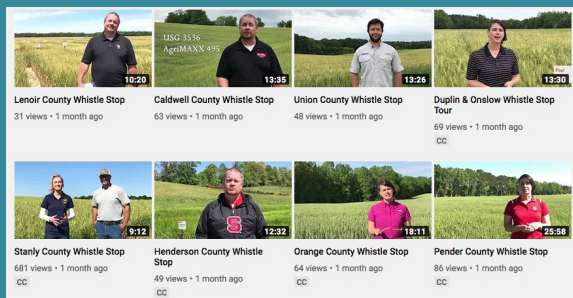 10:20
USG 3536
AgriMAXX 495
13:35
13:26
13:30
Lenoir County Whistle Stop
31 views • 1 month ago
Caldwell County Whistle Stop
63 views • 1 month ago
Union County Whistle Stop
48 views • 1 month ago
Duplin & Onslow Whistle Stop
Tour
69 views • 1 month ago
CC
9:12
S
12:32
18:11
25:58
Stanly County Whistle Stop
681 views • 1 month ago
CC
Henderson County Whistle
Stop
49 views • 1 month ago
CC
Orange County Whistle Stop
64 views • 1 month ago
CC
Pender County Whistle Stop
86 views • 1 month ago
CC